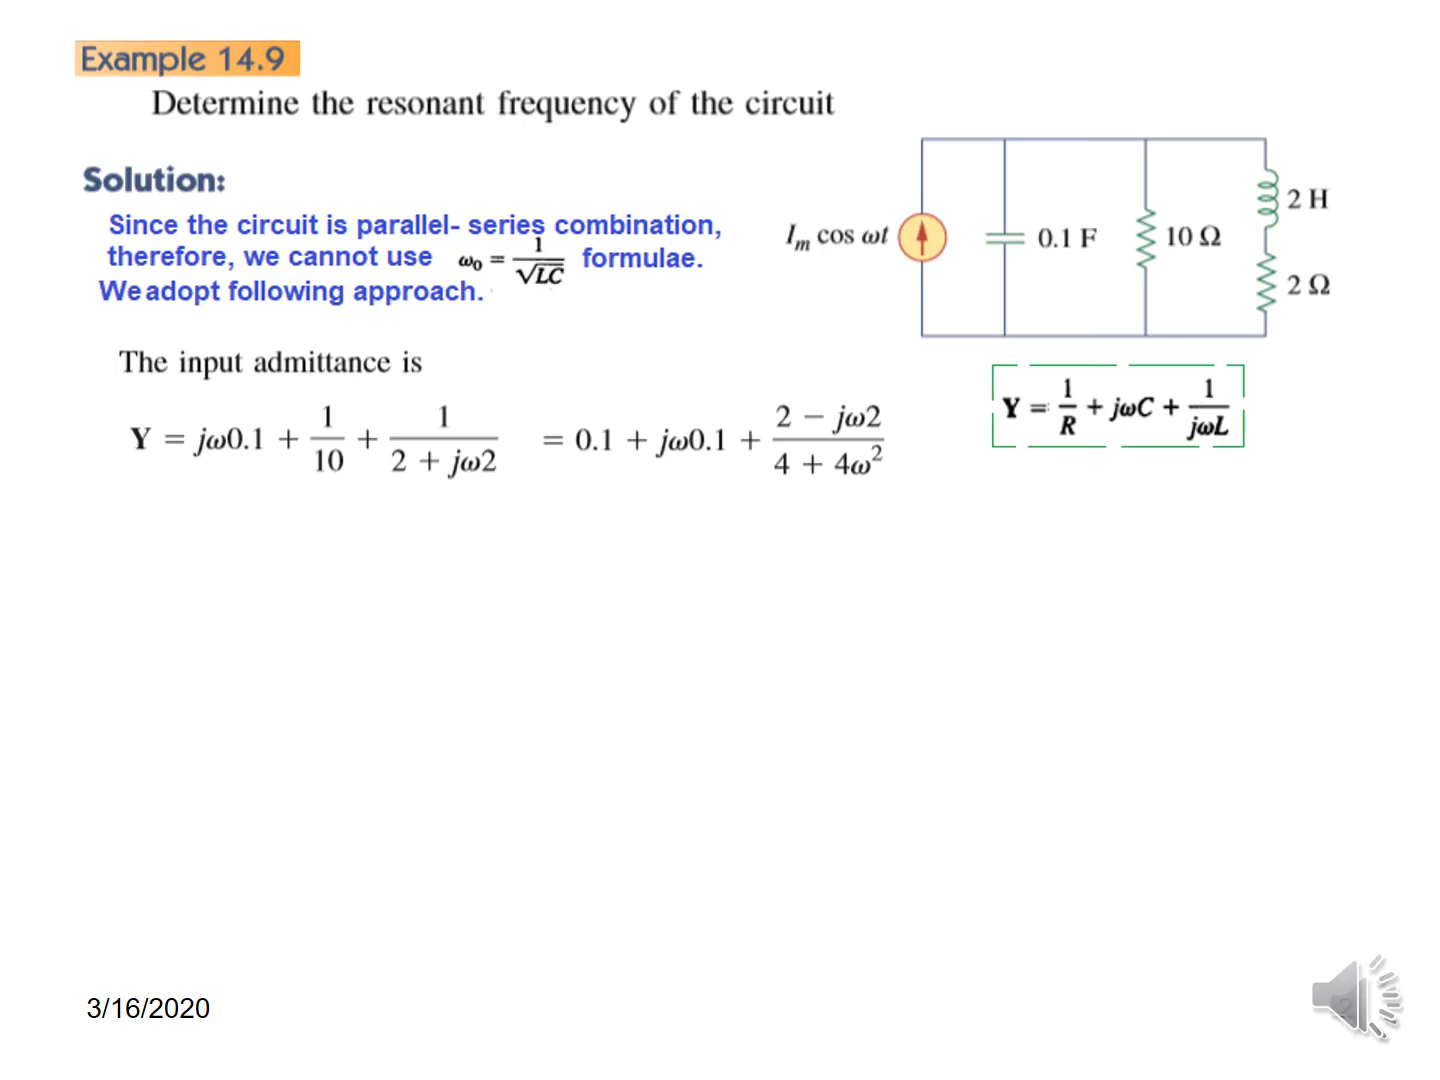 Example 14.9
Determine the resonant frequency of the circuit
Solution:
Since the circuit is parallel- series combination,
therefore, we cannot use ω₀ = 1/√LC formulae.
We adopt following approach.
I_m cos ωt
0.1 F
10 Ω
2 H
2 Ω
The input admittance is
Y = jω0.1 + 1/10 + 1/(2 + jω2) = 0.1 + jω0.1 + (2 − jω2)/(4 + 4ω²)
Y = 1/R + jωC + 1/jωL
3/16/2020
2